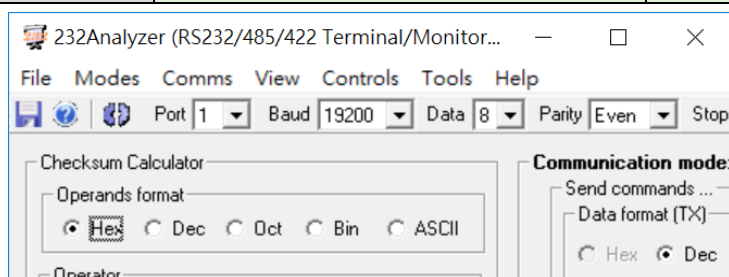 232Analyzer (RS232/485/422 Terminal/Monitor...
File Modes Comms View Controls Tools Help
Port 1 Baud 19200 Data 8 Parity Even Stop
Checksum Calculator
Communication mode:
Operands format
Send commands ...
Hex Dec Oct Bin ASCII
Data format (TX)
Hex Dec
Operator